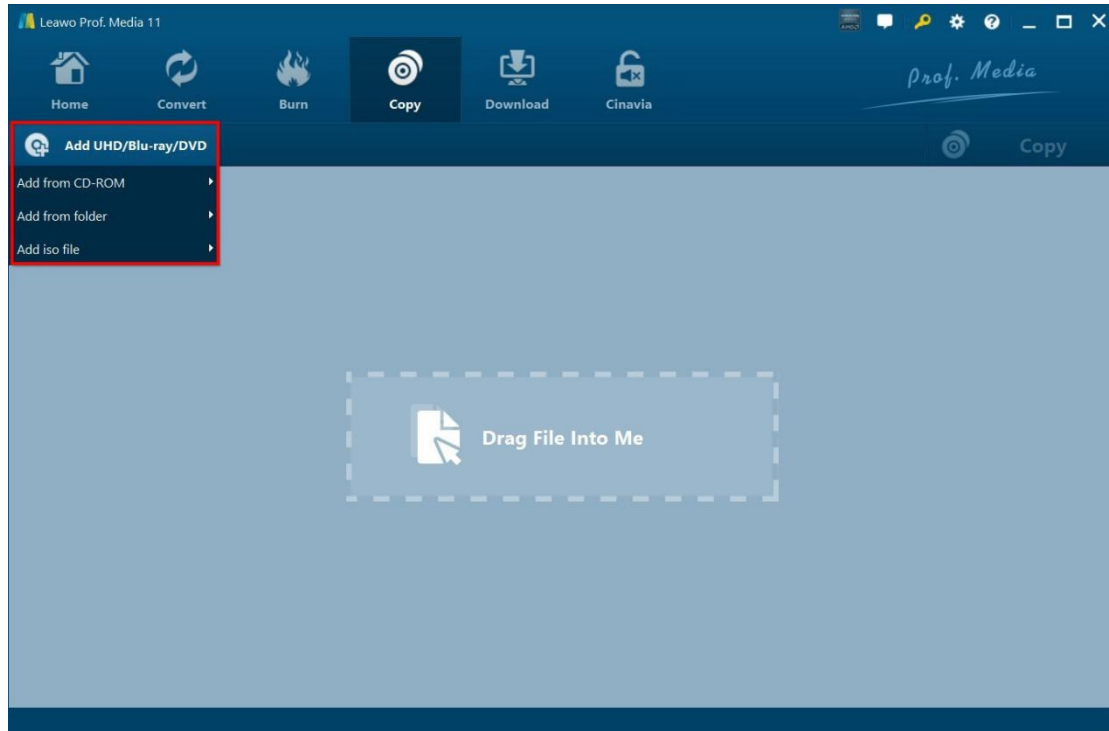 Leawo Prof. Media 11
Home Convert Burn Copy Download Cinavia
Prof. Media
Add UHD/Blu-ray/DVD
Copy
Add from CD-ROM
Add from folder
Add iso file
Drag File Into Me